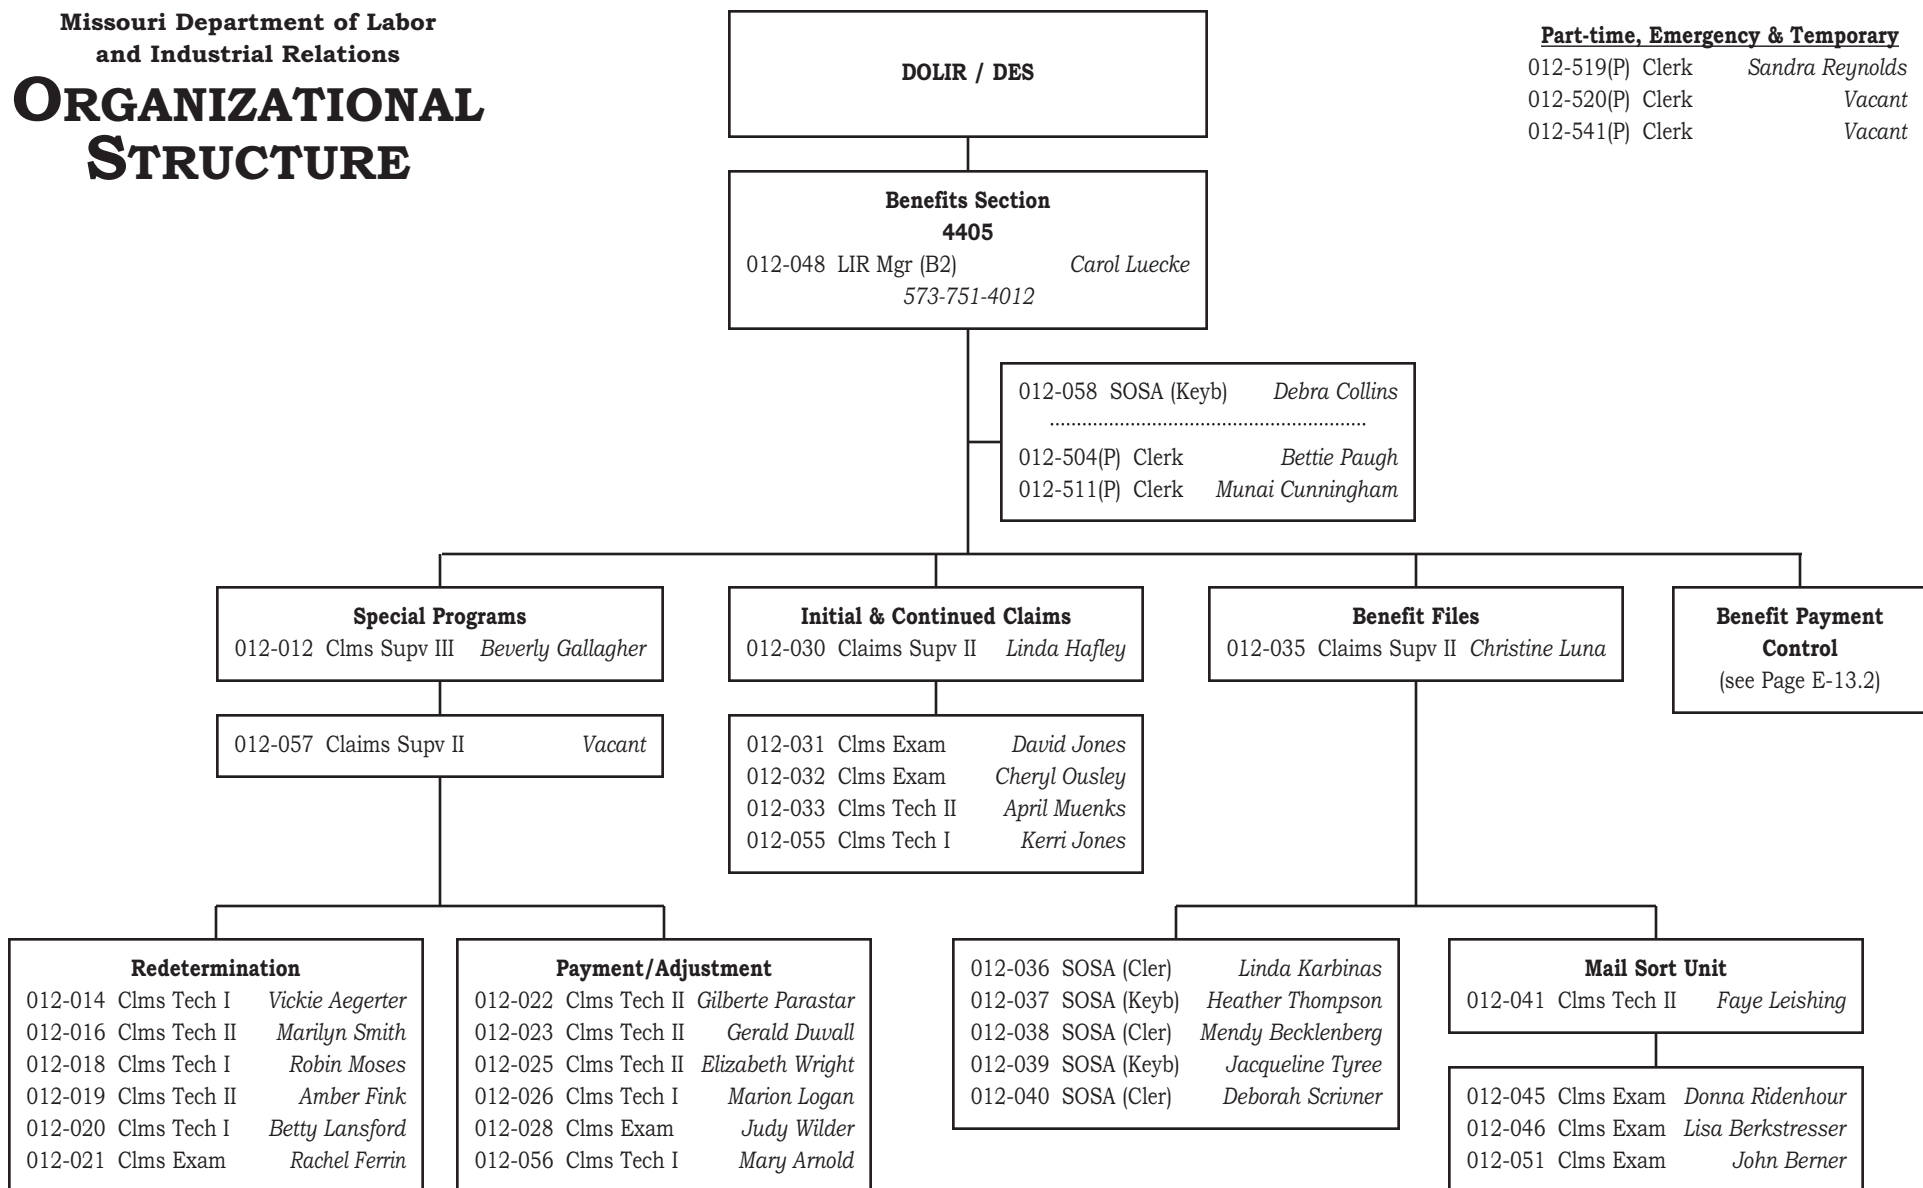 Missouri Department of Labor
and Industrial Relations
ORGANIZATIONAL
STRUCTURE
DOLIR / DES
Part-time, Emergency & Temporary
012-519(P) Clerk Sandra Reynolds
012-520(P) Clerk Vacant
012-541(P) Clerk Vacant
Benefits Section
4405
012-048 LIR Mgr (B2) Carol Luecke
573-751-4012
012-058 SOSA (Keyb) Debra Collins
............................................................
012-504(P) Clerk Bettie Paugh
012-511(P) Clerk Munai Cunningham
Special Programs
012-012 Clms Supv III Beverly Gallagher
012-057 Claims Supv II Vacant
Initial & Continued Claims
012-030 Claims Supv II Linda Hafley
012-031 Clms Exam David Jones
012-032 Clms Exam Cheryl Ousley
012-033 Clms Tech II April Muenks
012-055 Clms Tech I Kerri Jones
Benefit Files
012-035 Claims Supv II Christine Luna
Benefit Payment
Control
(see Page E-13.2)
Redetermination
012-014 Clms Tech I Vickie Aegerter
012-016 Clms Tech II Marilyn Smith
012-018 Clms Tech I Robin Moses
012-019 Clms Tech II Amber Fink
012-020 Clms Tech I Betty Lansford
012-021 Clms Exam Rachel Ferrin
Payment/Adjustment
012-022 Clms Tech II Gilberte Parastar
012-023 Clms Tech II Gerald Duvall
012-025 Clms Tech II Elizabeth Wright
012-026 Clms Tech I Marion Logan
012-028 Clms Exam Judy Wilder
012-056 Clms Tech I Mary Arnold
012-036 SOSA (Cler) Linda Karbinas
012-037 SOSA (Keyb) Heather Thompson
012-038 SOSA (Cler) Mendy Becklenberg
012-039 SOSA (Keyb) Jacqueline Tyree
012-040 SOSA (Cler) Deborah Scrivner
Mail Sort Unit
012-041 Clms Tech II Faye Leishing
012-045 Clms Exam Donna Ridenhour
012-046 Clms Exam Lisa Berkstresser
012-051 Clms Exam John Berner